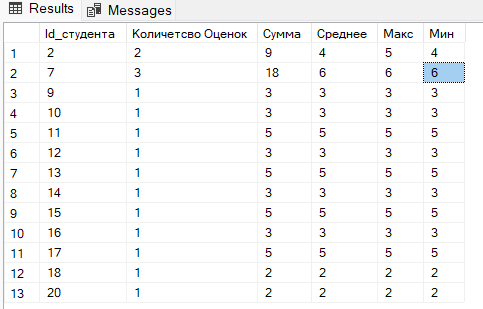 Results Messages
Id_студента Количетсво Оценок Сумма Среднее Макс Мин
1 2 2 9 4 5 4
2 7 3 18 6 6 6
3 9 1 3 3 3 3
4 10 1 3 3 3 3
5 11 1 5 5 5 5
6 12 1 3 3 3 3
7 13 1 5 5 5 5
8 14 1 3 3 3 3
9 15 1 5 5 5 5
10 16 1 3 3 3 3
11 17 1 5 5 5 5
12 18 1 2 2 2 2
13 20 1 2 2 2 2